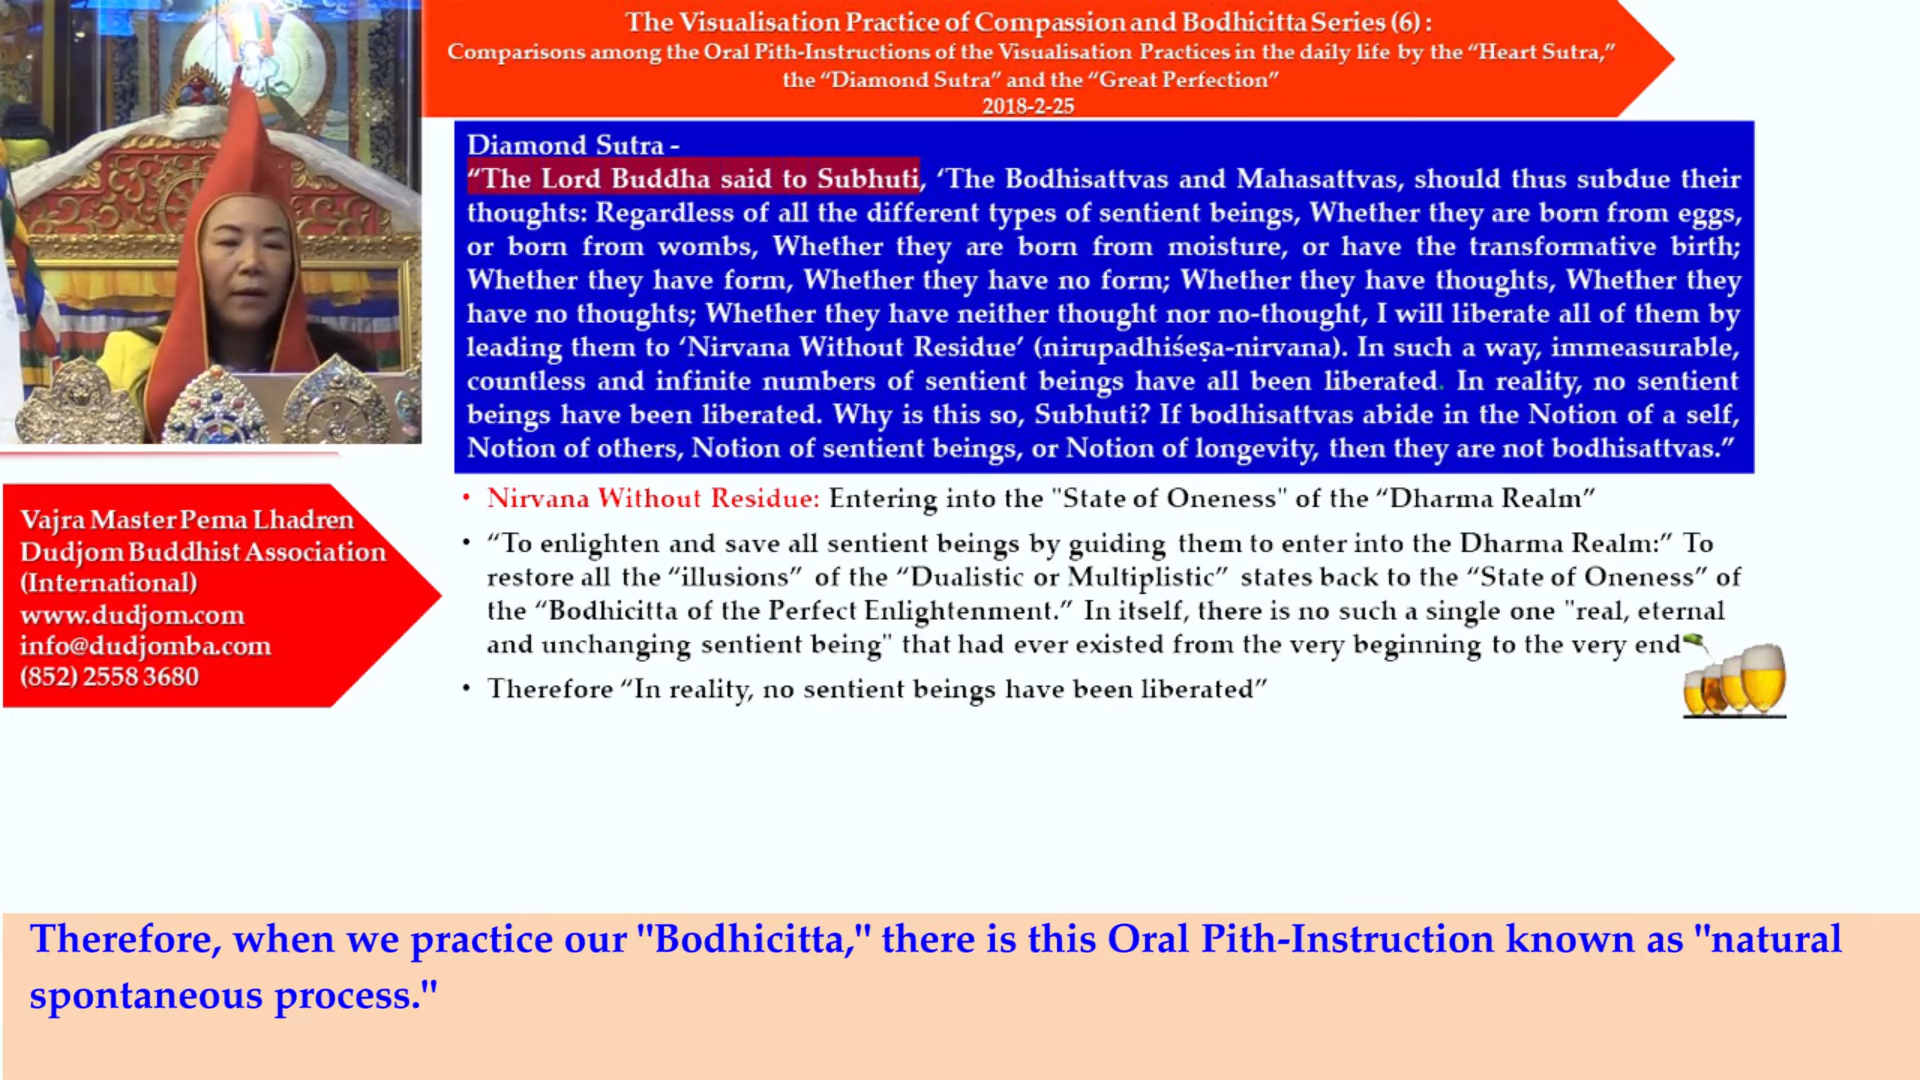 The Visualisation Practice of Compassion and Bodhicitta Series (6) :
Comparisons among the Oral Pith-Instructions of the Visualisation Practices in the daily life by the “Heart Sutra,”
the “Diamond Sutra” and the “Great Perfection”
2018-2-25
Diamond Sutra -
“The Lord Buddha said to Subhuti, ‘The Bodhisattvas and Mahasattvas, should thus subdue their
thoughts: Regardless of all the different types of sentient beings, Whether they are born from eggs,
or born from wombs, Whether they are born from moisture, or have the transformative birth;
Whether they have form, Whether they have no form; Whether they have thoughts, Whether they
have no thoughts; Whether they have neither thought nor no-thought, I will liberate all of them by
leading them to ‘Nirvana Without Residue’ (nirupadhiśeṣa-nirvana). In such a way, immeasurable,
countless and infinite numbers of sentient beings have all been liberated. In reality, no sentient
beings have been liberated. Why is this so, Subhuti? If bodhisattvas abide in the Notion of a self,
Notion of others, Notion of sentient beings, or Notion of longevity, then they are not bodhisattvas.”
• Nirvana Without Residue: Entering into the "State of Oneness" of the “Dharma Realm”
• “To enlighten and save all sentient beings by guiding them to enter into the Dharma Realm:” To
restore all the “illusions” of the “Dualistic or Multiplistic” states back to the “State of Oneness” of
the “Bodhicitta of the Perfect Enlightenment.” In itself, there is no such a single one "real, eternal
and unchanging sentient being" that had ever existed from the very beginning to the very end
• Therefore “In reality, no sentient beings have been liberated”
Vajra Master Pema Lhadren
Dudjom Buddhist Association
(International)
www.dudjom.com
info@dudjomba.com
(852) 2558 3680
Therefore, when we practice our "Bodhicitta," there is this Oral Pith-Instruction known as "natural
spontaneous process."